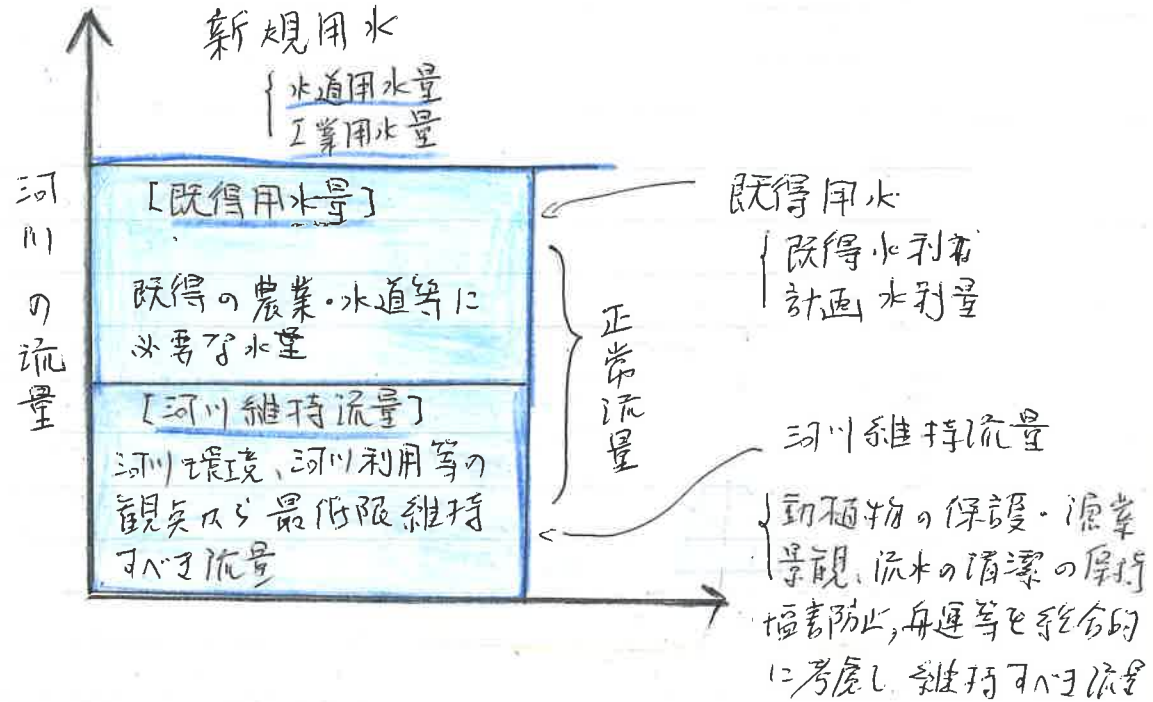 新規用水
水道用水量
工業用水量
河川の流量
[既得用水量]
既得の農業・水道等に
必要な水量
[河川維持流量]
河川環境、河川利用等の
観点から最低限維持
すべき流量
正常流量
既得用水
既得水利
計画水利量
河川維持流量
動植物の保護・漁業
景観、流水の清潔の保持
塩害防止,舟運等を総合的
に考慮し維持すべき流量